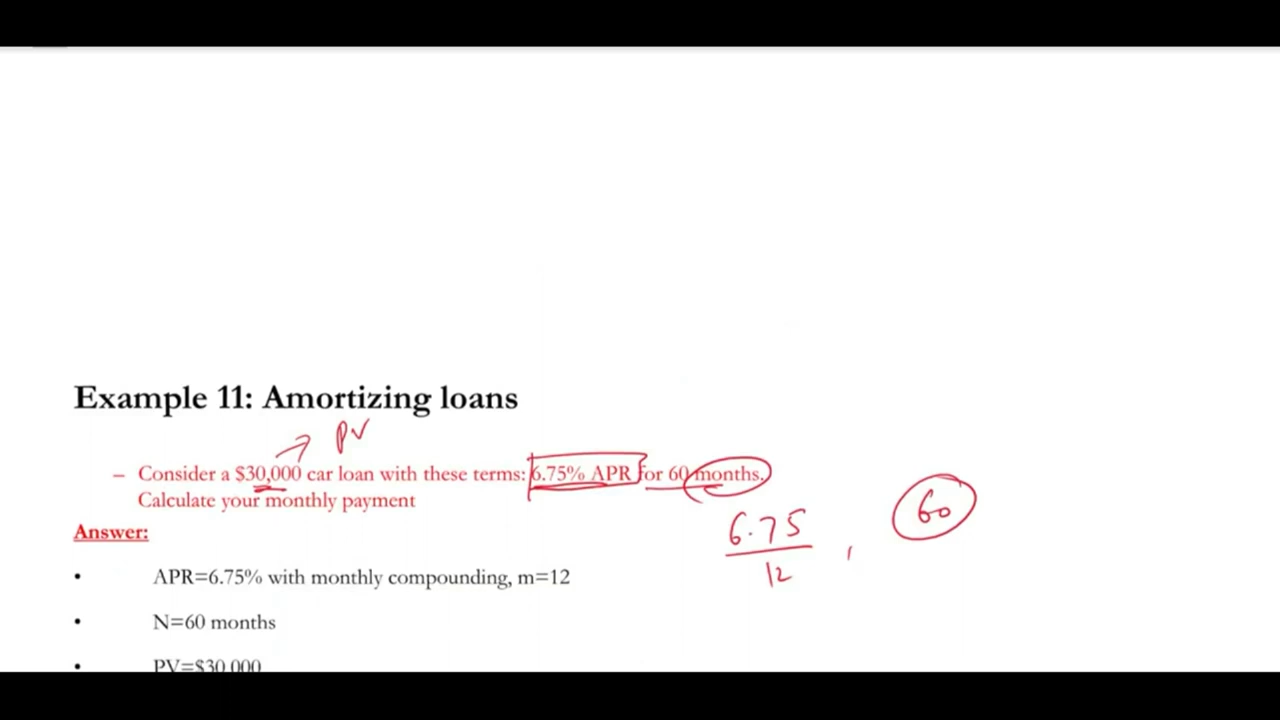 Example 11: Amortizing loans
PV
– Consider a $30,000 car loan with these terms: 6.75% APR for 60 months.
Calculate your monthly payment
Answer:
6.75
12
,
60
• APR=6.75% with monthly compounding, m=12
• N=60 months
• PV=$30,000